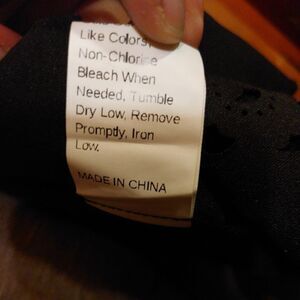 Like Colors,
Non-Chlorine
Bleach When
Needed, Tumble
Dry Low, Remove
Promptly, Iron
Low.
MADE IN CHINA